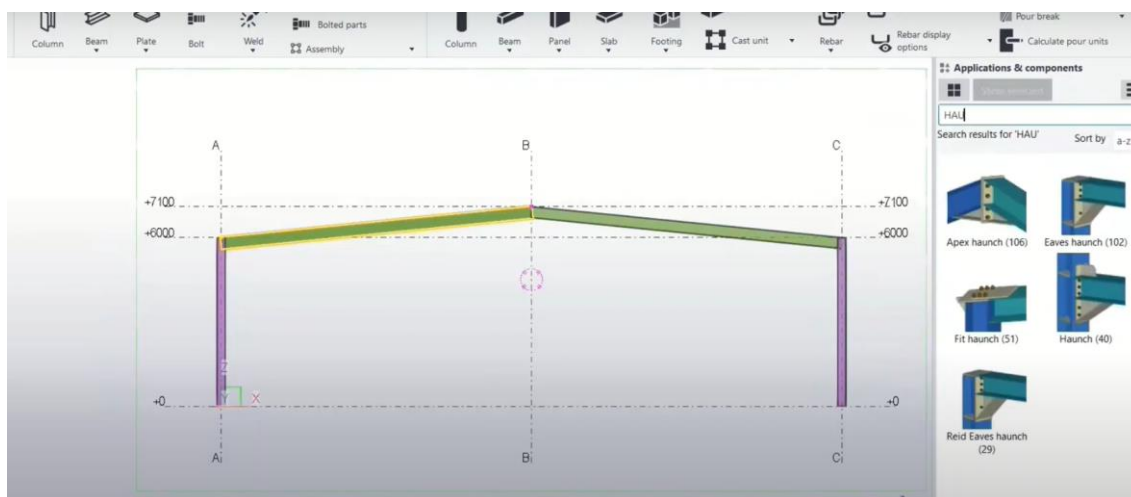 Column
Beam
Plate
Bolt
Weld
Bolted parts
Assembly
Column
Beam
Panel
Slab
Footing
Cast unit
Rebar
Rebar display
options
Pour break
Calculate pour units
Applications & components
HAU
Search results for 'HAU'
Sort by
a-z
A
B
C
+7100
+7100
+6000
+6000
Z
Y
X
+0
+0
A
B
C
Apex haunch (106)
Eaves haunch (102)
Fit haunch (51)
Haunch (40)
Reid Eaves haunch
(29)